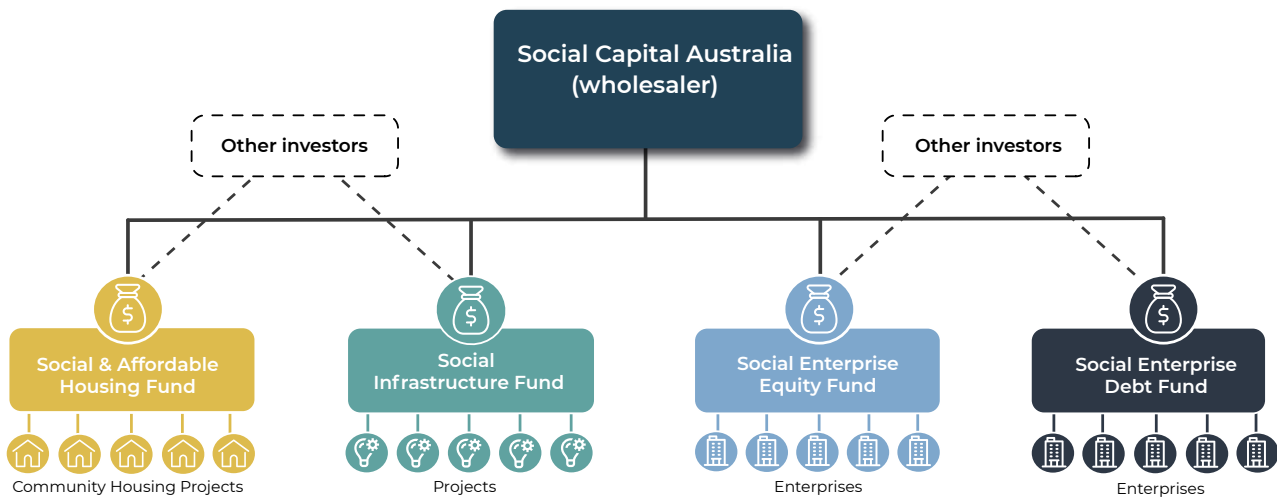 Social Capital Australia
(wholesaler)
Other investors
Other investors
$
$
$
$
Social & Affordable
Housing Fund
Social
Infrastructure Fund
Social Enterprise
Equity Fund
Social Enterprise
Debt Fund
Community Housing Projects
Projects
Enterprises
Enterprises